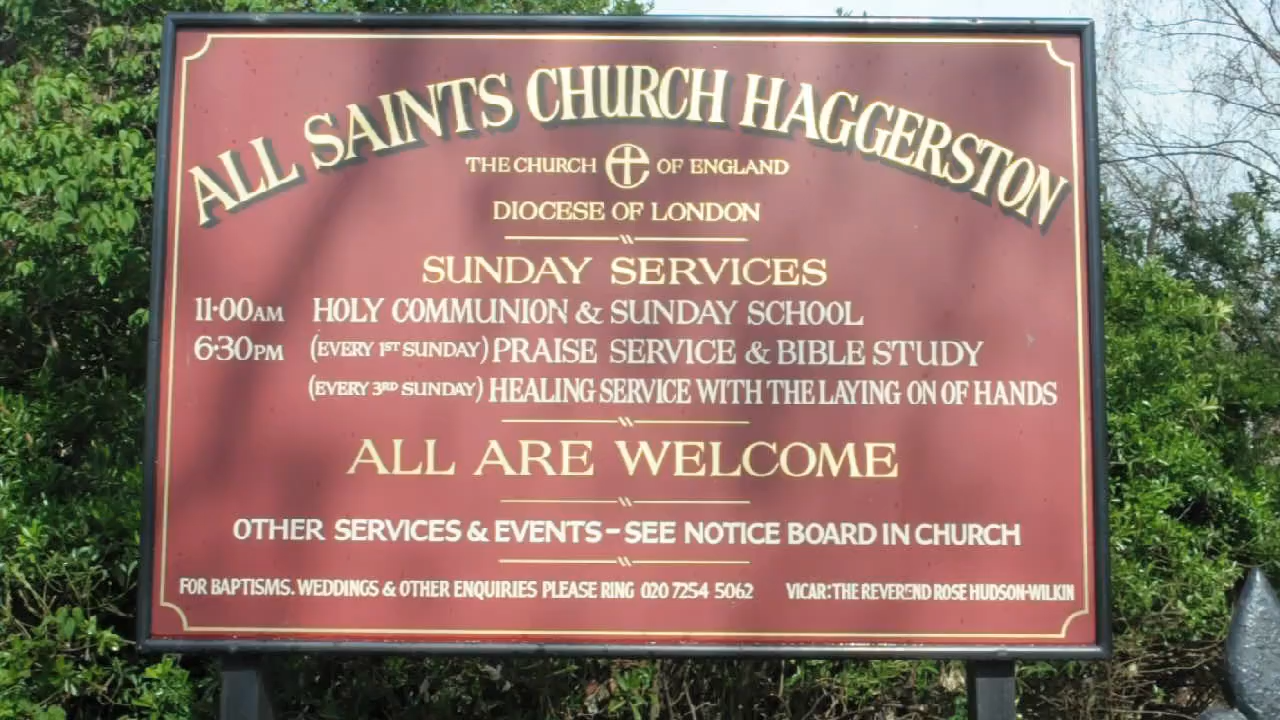 ALL SAINTS CHURCH HAGGERSTON
THE CHURCH OF ENGLAND
DIOCESE OF LONDON
SUNDAY SERVICES
11·00AM HOLY COMMUNION & SUNDAY SCHOOL
6·30PM (EVERY 1ST SUNDAY) PRAISE SERVICE & BIBLE STUDY
(EVERY 3RD SUNDAY) HEALING SERVICE WITH THE LAYING ON OF HANDS
ALL ARE WELCOME
OTHER SERVICES & EVENTS – SEE NOTICE BOARD IN CHURCH
FOR BAPTISMS. WEDDINGS & OTHER ENQUIRIES PLEASE RING 020 7254 5062 VICAR: THE REVEREND ROSE HUDSON-WILKIN